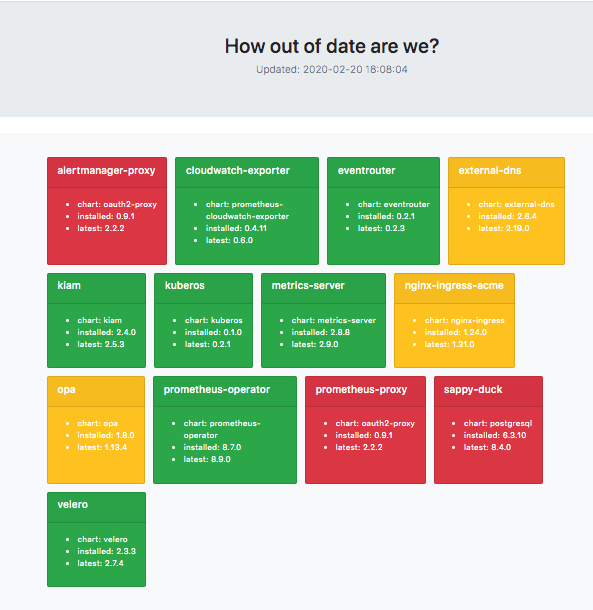 How out of date are we?
Updated: 2020-02-20 18:08:04
alertmanager-proxy
chart: oauth2-proxy
installed: 0.9.1
latest: 2.2.2
cloudwatch-exporter
chart: prometheus-
cloudwatch-exporter
installed: 0.4.11
latest: 0.6.0
eventrouter
chart: eventrouter
installed: 0.2.1
latest: 0.2.3
external-dns
chart: external-dns
installed: 2.6.4
latest: 2.19.0
kiam
chart: kiam
installed: 2.4.0
latest: 2.5.3
kuberos
chart: kuberos
installed: 0.1.0
latest: 0.2.1
metrics-server
chart: metrics-server
installed: 2.8.8
latest: 2.9.0
nginx-ingress-acme
chart: nginx-ingress
installed: 1.24.0
latest: 1.31.0
opa
chart: opa
installed: 1.8.0
latest: 1.13.4
prometheus-operator
chart: prometheus-
operator
installed: 8.7.0
latest: 8.9.0
prometheus-proxy
chart: oauth2-proxy
installed: 0.9.1
latest: 2.2.2
sappy-duck
chart: postgresql
installed: 6.3.10
latest: 8.4.0
velero
chart: velero
installed: 2.3.3
latest: 2.7.4